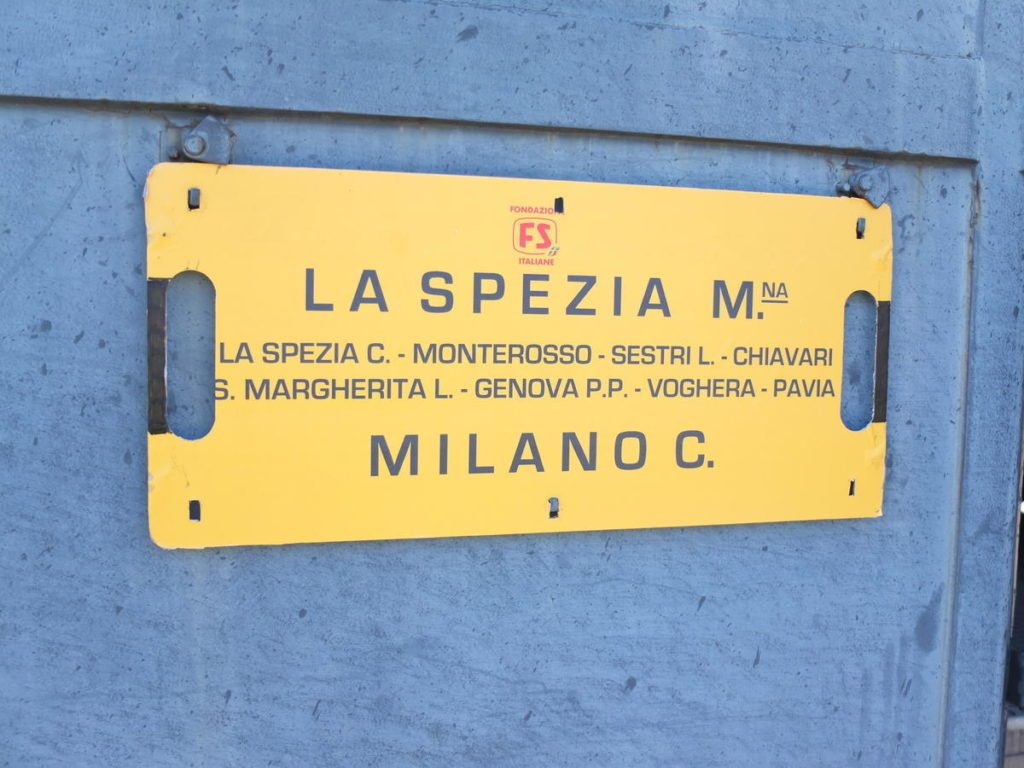 FONDAZIONE
FS
ITALIANE
LA SPEZIA M.NA
LA SPEZIA C. - MONTEROSSO - SESTRI L. - CHIAVARI
S. MARGHERITA L. - GENOVA P.P. - VOGHERA - PAVIA
MILANO C.